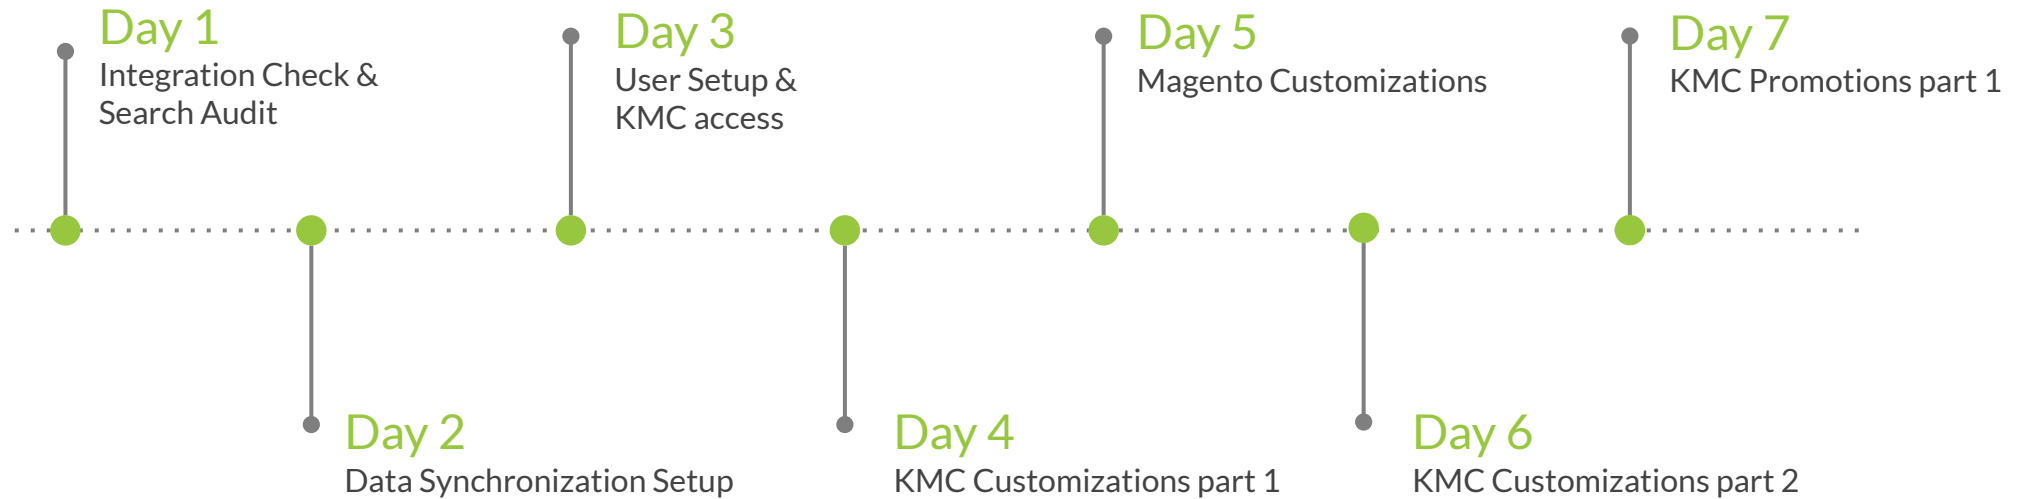 Day 1
Integration Check &
Search Audit
Day 2
Data Synchronization Setup
Day 3
User Setup &
KMC access
Day 4
KMC Customizations part 1
Day 5
Magento Customizations
Day 6
KMC Customizations part 2
Day 7
KMC Promotions part 1